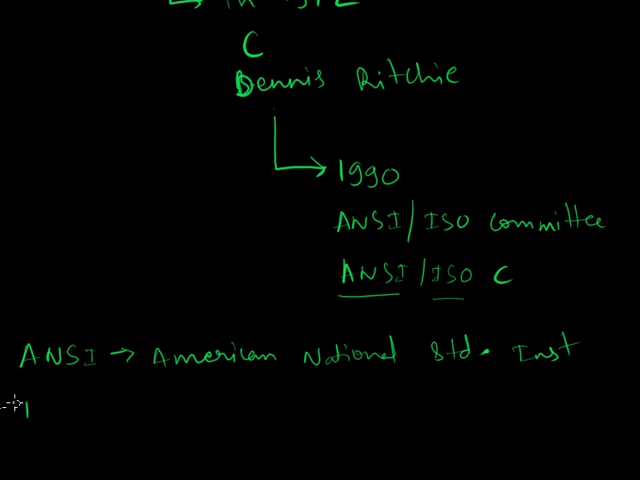 C
Dennis Ritchie
1990
ANSI/ISO committee
ANSI/ISO C
ANSI → American National Std. Inst